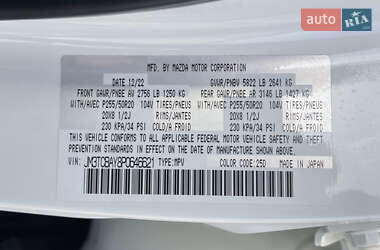 auto RIA.com
MFD. BY MAZDA MOTOR CORPORATION
12/22 GVWR/PNBV 5822 LB 2641 KG
FRONT GAWR/PNBE AV 2756 LB 1250 KG REAR GAWR/PNBE AR 3146 LB 1427 KG
WITH/AVEC P255/50R20 104V TIRES/PNEUS WITH/AVEC P255/50R20 104V TIRES/PNEUS
20X8 1/2J RIMS/JANTES 20X8 1/2J RIMS/JANTES
230 KPA/34 PSI COLD/A FROID 230 KPA/34 PSI COLD/A FROID
THIS VEHICLE CONFORMS TO ALL APPLICABLE FEDERAL MOTOR VEHICLE
SAFETY STANDARDS IN EFFECT ON THE DATE OF MANUFACTURE
SHOWN ABOVE.
VIN: JM3TCBAY8P0646621 TYPE:MPV COLOR CODE:25D MADE IN JAPAN